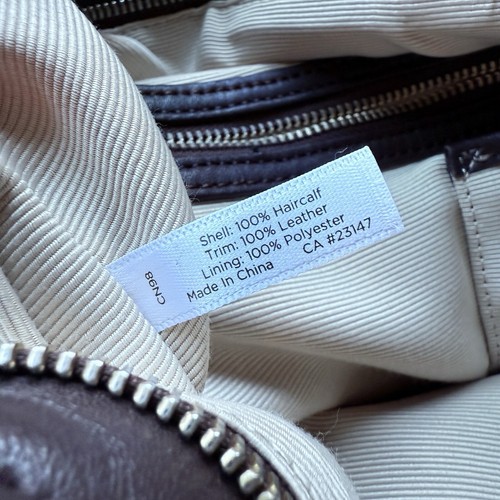 Shell: 100% Haircalf
Trim: 100% Leather
Lining: 100% Polyester
Made In China CA #23147
CN98